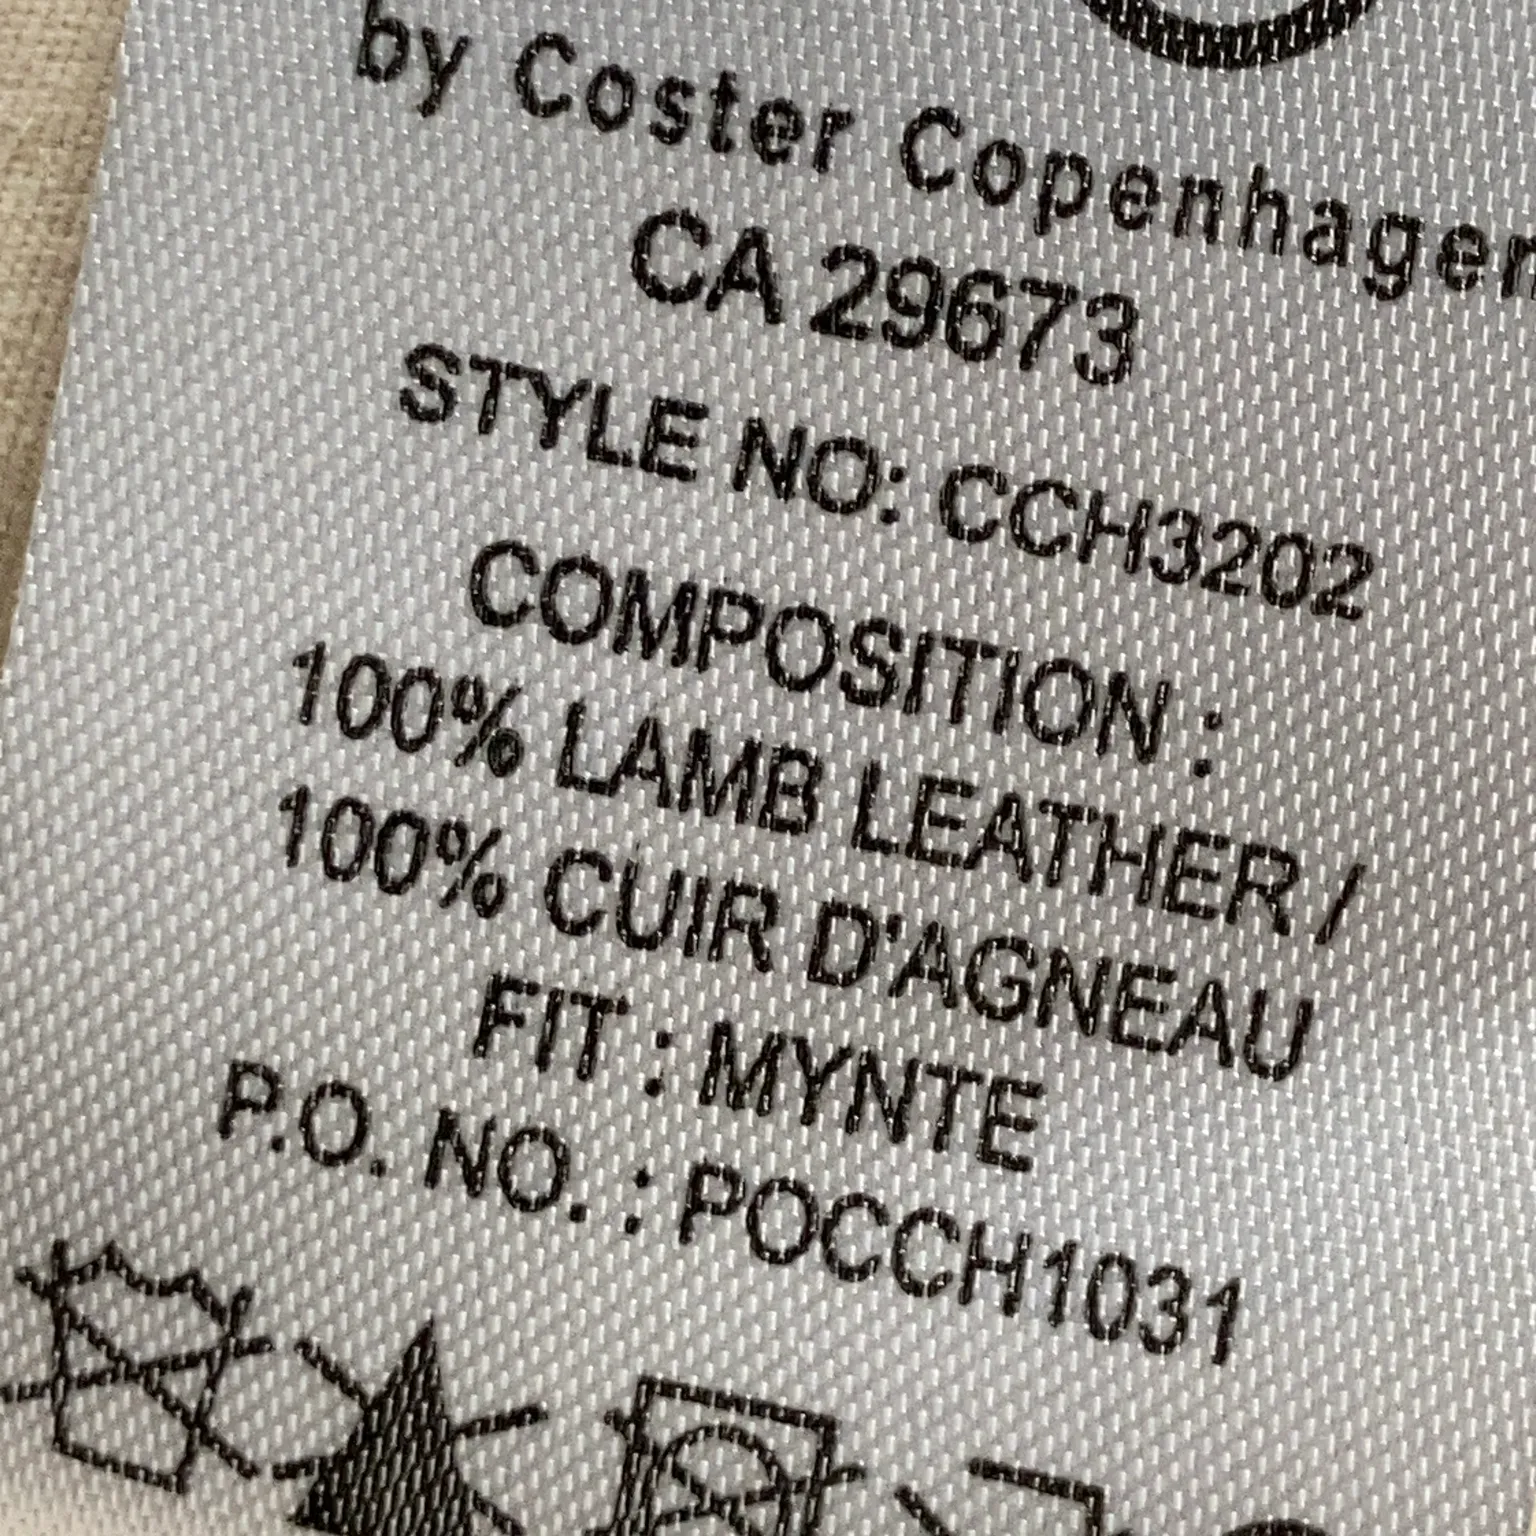 by Coster Copenhagen
CA 29673
STYLE NO: CCH3202
COMPOSITION :
100% LAMB LEATHER /
100% CUIR D'AGNEAU
FIT : MYNTE
P.O. NO. : POCCH1031